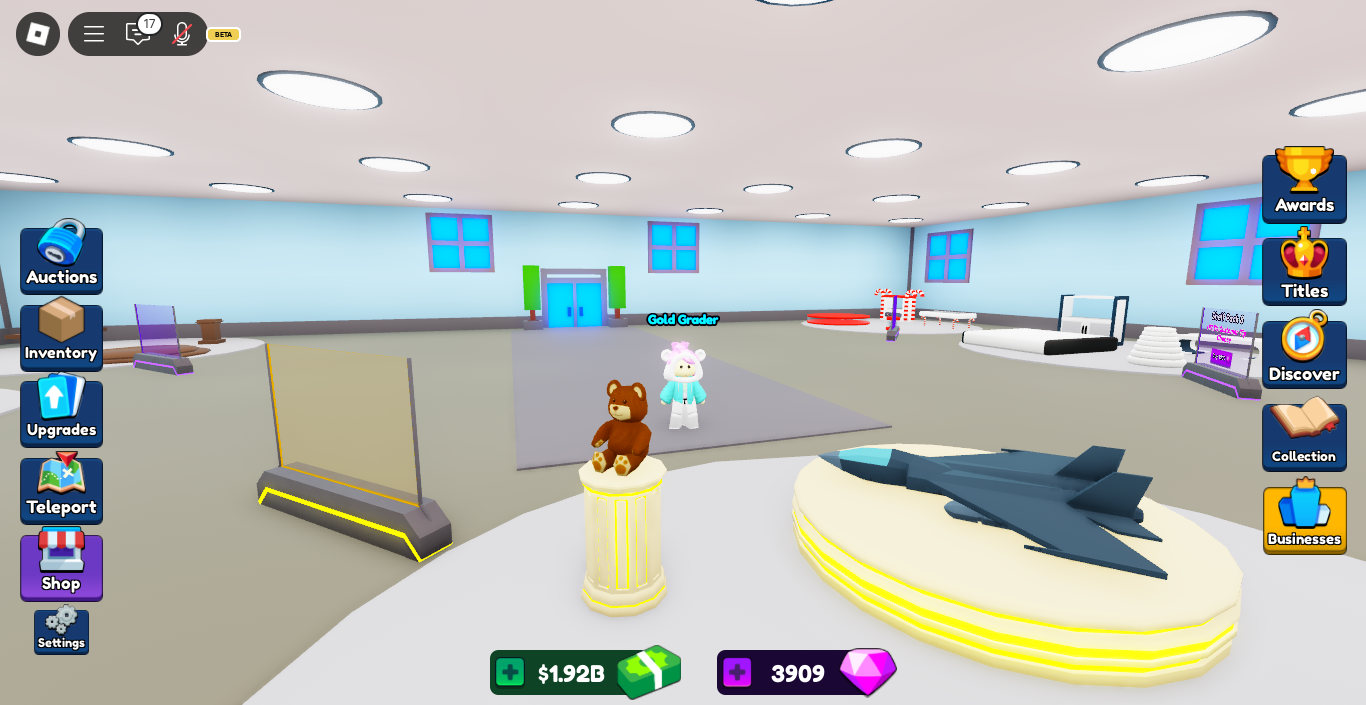 17
BETA
Auctions
Inventory
Upgrades
Teleport
Shop
Settings
Gold Grader
Awards
Titles
Discover
Collection
Businesses
$1.92B
3909